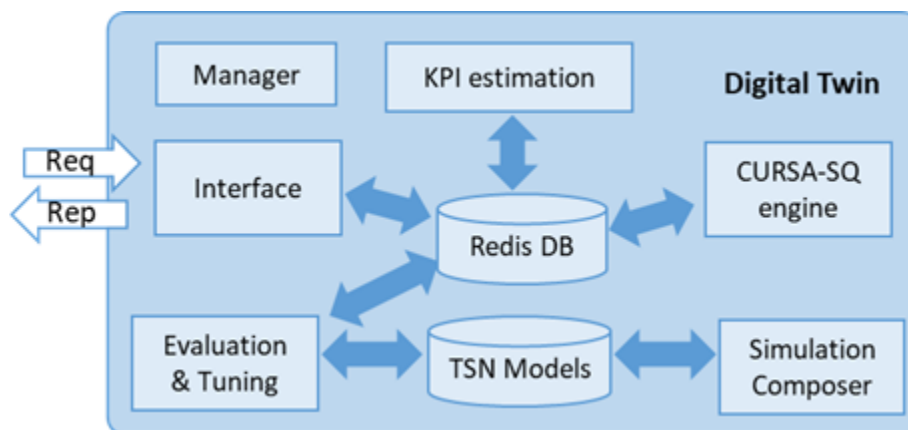 Manager
KPI estimation
Digital Twin
Req
Rep
Interface
CURSA-SQ
engine
Redis DB
Evaluation
& Tuning
TSN Models
Simulation
Composer